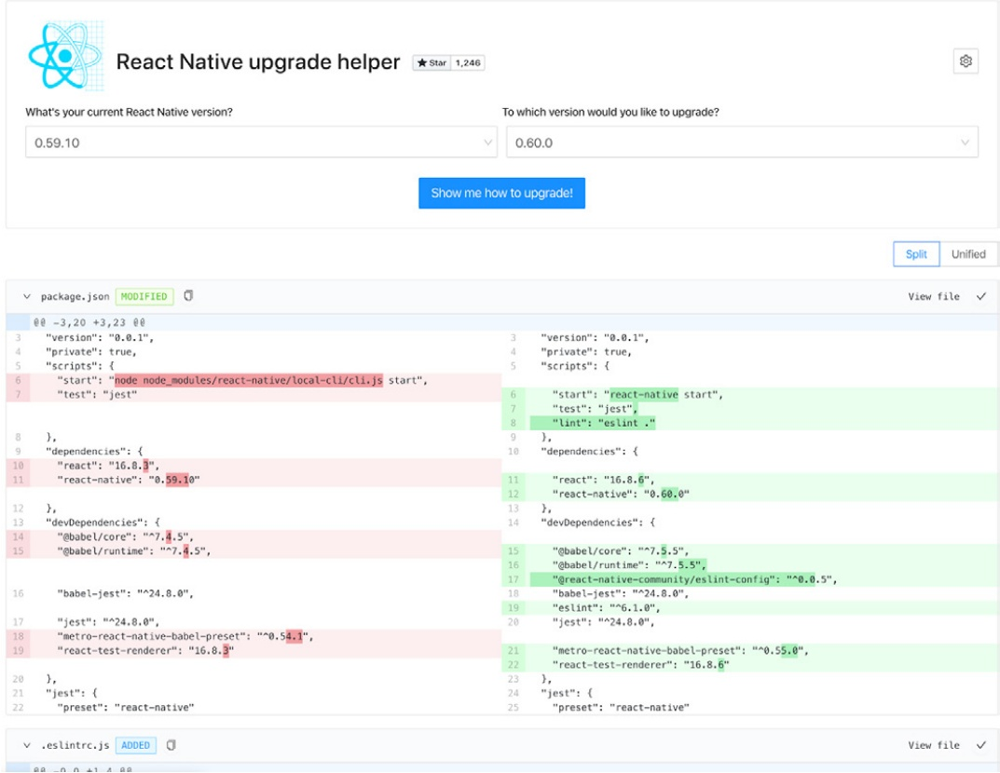 React Native upgrade helper
Star 1,246
What's your current React Native version?
To which version would you like to upgrade?
0.59.10
0.60.0
Show me how to upgrade!
Split Unified
package.json MODIFIED View file
@@ -3,20 +3,23 @@
3 "version": "0.0.1",
4 "private": true,
5 "scripts": {
6 "start": "node node_modules/react-native/local-cli/cli.js start",
7 "test": "jest"
8 },
9 "dependencies": {
10 "react": "16.8.3",
11 "react-native": "0.59.10"
12 },
13 "devDependencies": {
14 "@babel/core": "^7.4.5",
15 "@babel/runtime": "^7.4.5",
16 "babel-jest": "^24.8.0",
17 "jest": "^24.8.0",
18 "metro-react-native-babel-preset": "^0.54.1",
19 "react-test-renderer": "16.8.3"
20 },
21 "jest": {
22 "preset": "react-native"
3 "version": "0.0.1",
4 "private": true,
5 "scripts": {
6 "start": "react-native start",
7 "test": "jest",
8 "lint": "eslint ."
9 },
10 "dependencies": {
11 "react": "16.8.6",
12 "react-native": "0.60.0"
13 },
14 "devDependencies": {
15 "@babel/core": "^7.5.5",
16 "@babel/runtime": "^7.5.5",
17 "@react-native-community/eslint-config": "^0.0.5",
18 "babel-jest": "^24.8.0",
19 "eslint": "^6.1.0",
20 "jest": "^24.8.0",
21 "metro-react-native-babel-preset": "^0.55.0",
22 "react-test-renderer": "16.8.6"
23 },
24 "jest": {
25 "preset": "react-native"
.eslintrc.js ADDED View file
@@ -0,0 +1,4 @@